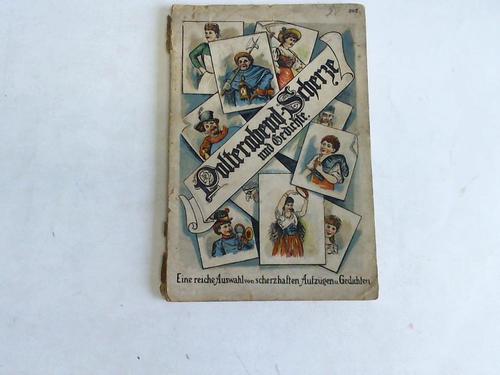 Polterabend-Scherze
und Gedichte.
Eine reiche Auswahl von scherzhaften Aufzügen u. Gedichten